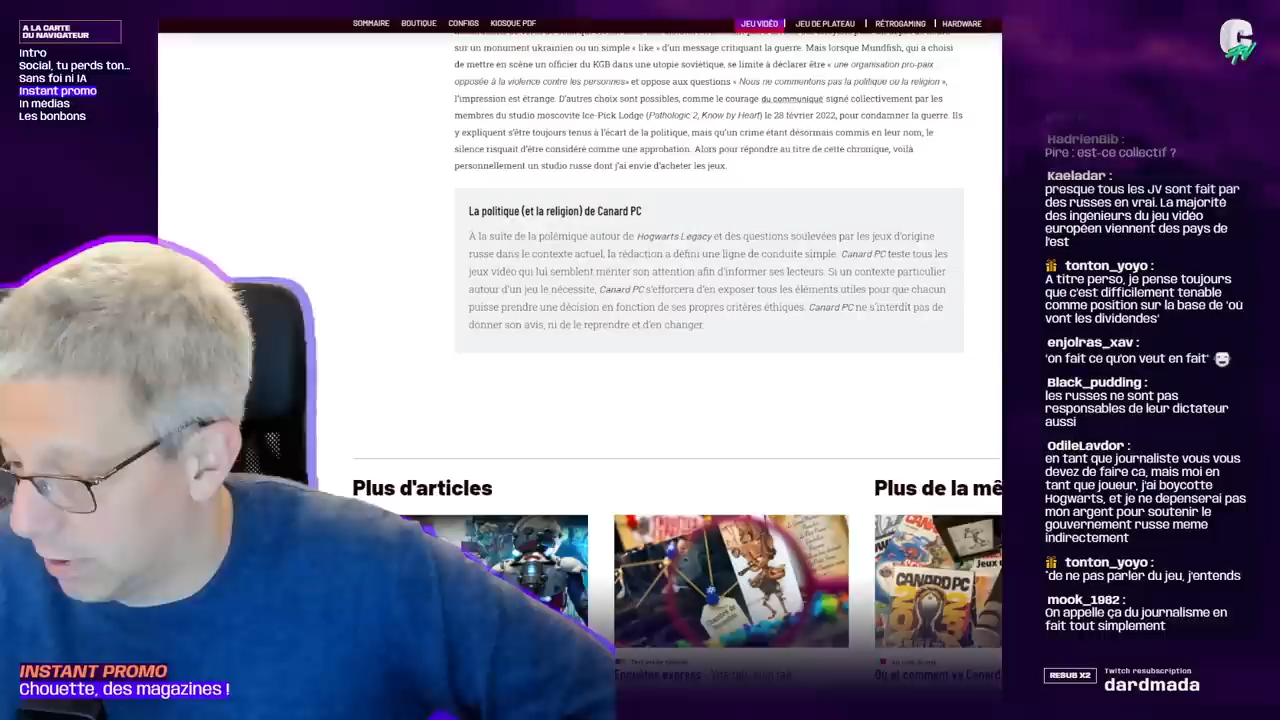 A LA CARTE
DU NAVIGATEUR
Intro
Social, tu perds ton...
Sans foi ni IA
Instant promo
In medias
Les bonbons
SOMMAIRE BOUTIQUE CONFIGS KIOSQUE PDF
JEU VIDÉO JEU DE PLATEAU RÉTROGAMING HARDWARE
sur un monument ukrainien ou un simple « like » d'un message critiquant la guerre. Mais lorsque Mundfish, qui a choisi
de mettre en scène un officier du KGB dans une utopie soviétique, se limite à déclarer être « une organisation pro-paix
opposée à la violence contre les personnes» et oppose aux questions « Nous ne commentons pas la politique ou la religion »,
l'impression est étrange. D'autres choix sont possibles, comme le courage du communiqué signé collectivement par les
membres du studio moscovite Ice-Pick Lodge (Pathologic 2, Know by Heart) le 28 février 2022, pour condamner la guerre. Ils
y expliquent s'être toujours tenus à l'écart de la politique, mais qu'un crime étant désormais commis en leur nom, le
silence risquait d'être considéré comme une approbation. Alors pour répondre au titre de cette chronique, voilà
personnellement un studio russe dont j'ai envie d'acheter les jeux.
La politique (et la religion) de Canard PC
À la suite de la polémique autour de Hogwarts Legacy et des questions soulevées par les jeux d'origine
russe dans le contexte actuel, la rédaction a défini une ligne de conduite simple. Canard PC teste tous les
jeux vidéo qui lui semblent mériter son attention afin d'informer ses lecteurs. Si un contexte particulier
autour d'un jeu le nécessite, Canard PC s'efforcera d'en exposer tous les éléments utiles pour que chacun
puisse prendre une décision en fonction de ses propres critères éthiques. Canard PC ne s'interdit pas de
donner son avis, ni de le reprendre et d'en changer.
Plus d'articles
Plus de la mê
CANARD PC
Enquêtes express -
Où et comment va Canard
HadrienBib :
Pire : est-ce collectif ?
Kaeladar :
presque tous les JV sont fait par
des russes en vrai. La majorité
des ingénieurs du jeu vidéo
européen viennent des pays de
l'est
tonton_yoyo :
A titre perso, je pense toujours
que c'est difficilement tenable
comme position sur la base de 'où
vont les dividendes'
enjolras_xav :
'on fait ce qu'on veut en fait'
Black_pudding :
les russes ne sont pas
responsables de leur dictateur
aussi
OdileLavdor :
en tant que journaliste vous vous
devez de faire ca, mais moi en
tant que joueur, j'ai boycotte
Hogwarts, et je ne depenserai pas
mon argent pour soutenir le
gouvernement russe meme
indirectement
tonton_yoyo :
*de ne pas parler du jeu, j'entends
mook_1982 :
On appelle ça du journalisme en
fait tout simplement
RESUB X2
Twitch resubscription
dardmada
INSTANT PROMO
Chouette, des magazines !